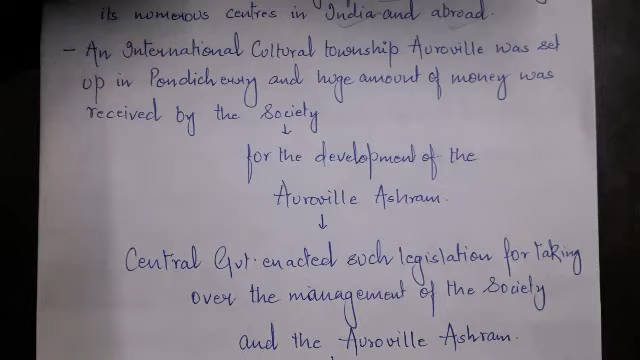 its numerous centres in India and abroad.
- An International Cultural township Auroville was set
up in Pondicherry and huge amount of money was
received by the Society
↓
for the development of the
Auroville Ashram.
↓
Central Gvt. enacted such legislation for taking
over the management of the Society
and the Auroville Ashram.